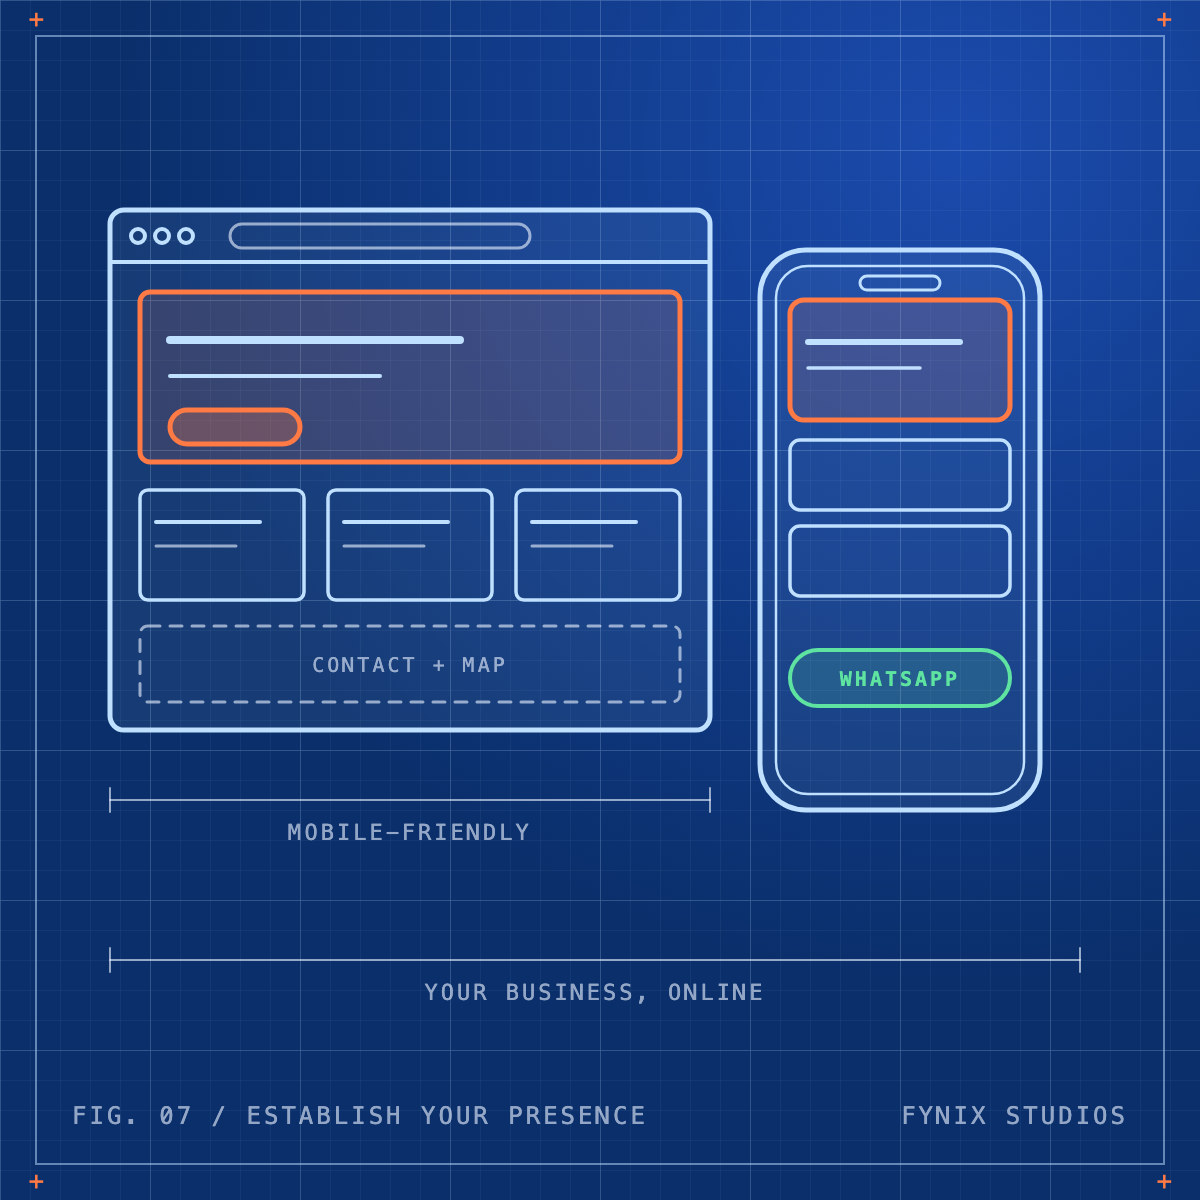 CONTACT + MAP
WHATSAPP
MOBILE–FRIENDLY
YOUR BUSINESS, ONLINE
FIG. 07 / ESTABLISH YOUR PRESENCE
FYNIX STUDIOS